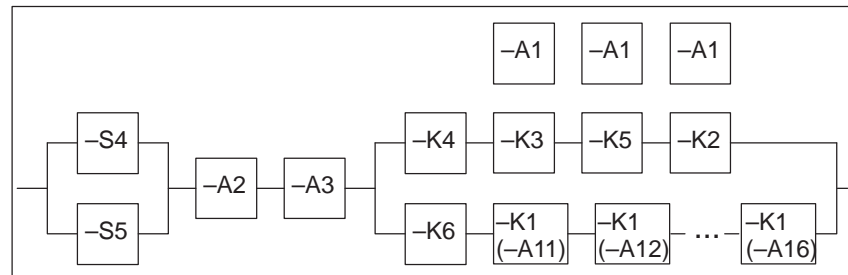 –A1 –A1 –A1
–S4 –K4 –K3 –K5 –K2
–A2 –A3
–S5 –K6 –K1 (–A11) –K1 (–A12) ... –K1 (–A16)